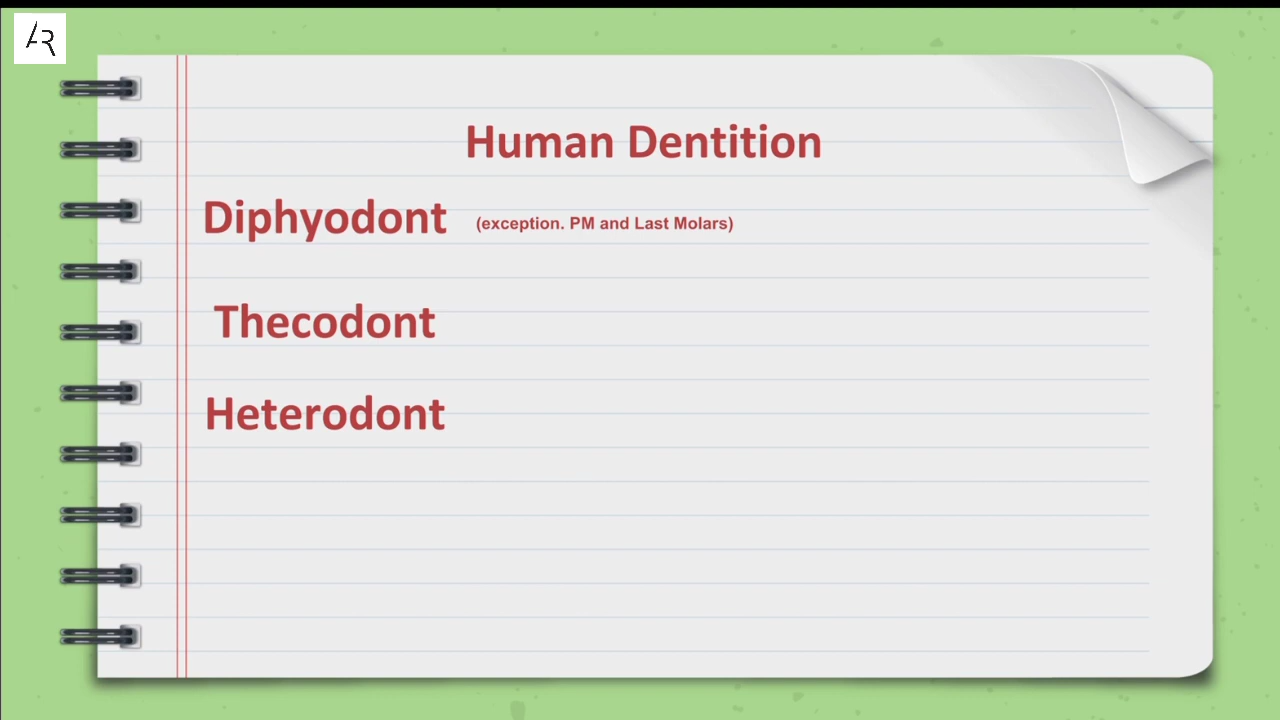 AR
Human Dentition
Diphyodont (exception. PM and Last Molars)
Thecodont
Heterodont